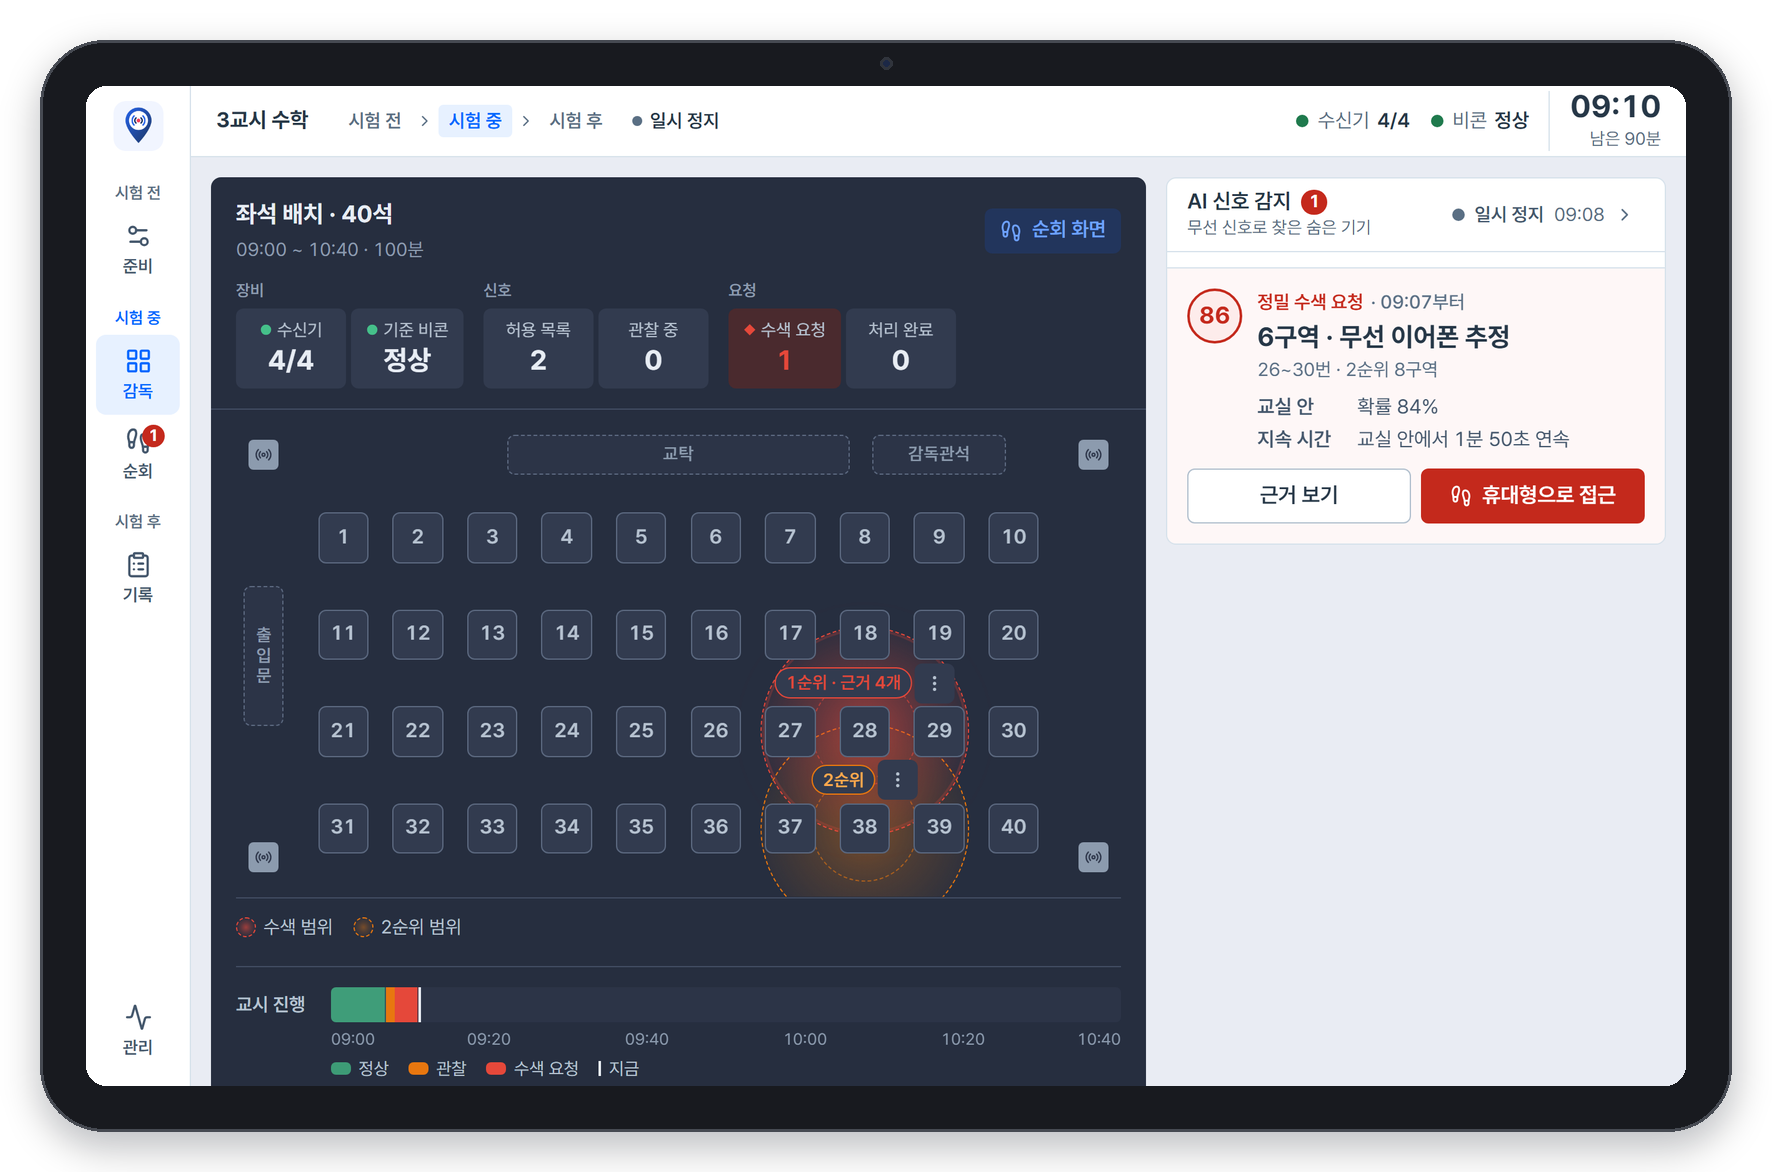 3교시 수학
시험 전
시험 중
시험 후
일시 정지
수신기 4/4
비콘 정상
09:10
남은 90분
시험 전
준비
시험 중
감독
1
순회
시험 후
기록
관리
좌석 배치 · 40석
09:00 ~ 10:40 · 100분
순회 화면
장비
신호
요청
수신기
4/4
기준 비콘
정상
허용 목록
2
관찰 중
0
수색 요청
1
처리 완료
0
교탁
감독관석
출입문
1 2 3 4 5 6 7 8 9 10
11 12 13 14 15 16 17 18 19 20
1순위 · 근거 4개
21 22 23 24 25 26 27 28 29 30
2순위
31 32 33 34 35 36 37 38 39 40
수색 범위
2순위 범위
교시 진행
09:00 09:20 09:40 10:00 10:20 10:40
정상
관찰
수색 요청
지금
AI 신호 감지 1
무선 신호로 찾은 숨은 기기
일시 정지 09:08
86
정밀 수색 요청 · 09:07부터
6구역 · 무선 이어폰 추정
26~30번 · 2순위 8구역
교실 안 확률 84%
지속 시간 교실 안에서 1분 50초 연속
근거 보기
휴대형으로 접근